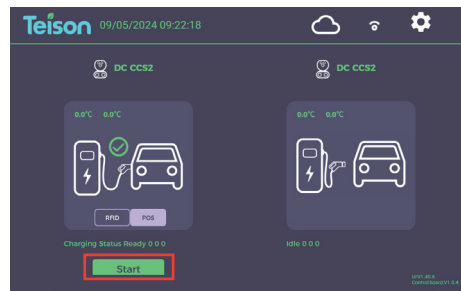 Teison 09/05/2024 09:22:18
DC CCS2
DC CCS2
0.0°C 0.0°C
0.0°C 0.0°C
RFID POS
Charging Status Ready 0 0 0
Idle 0 0 0
Start